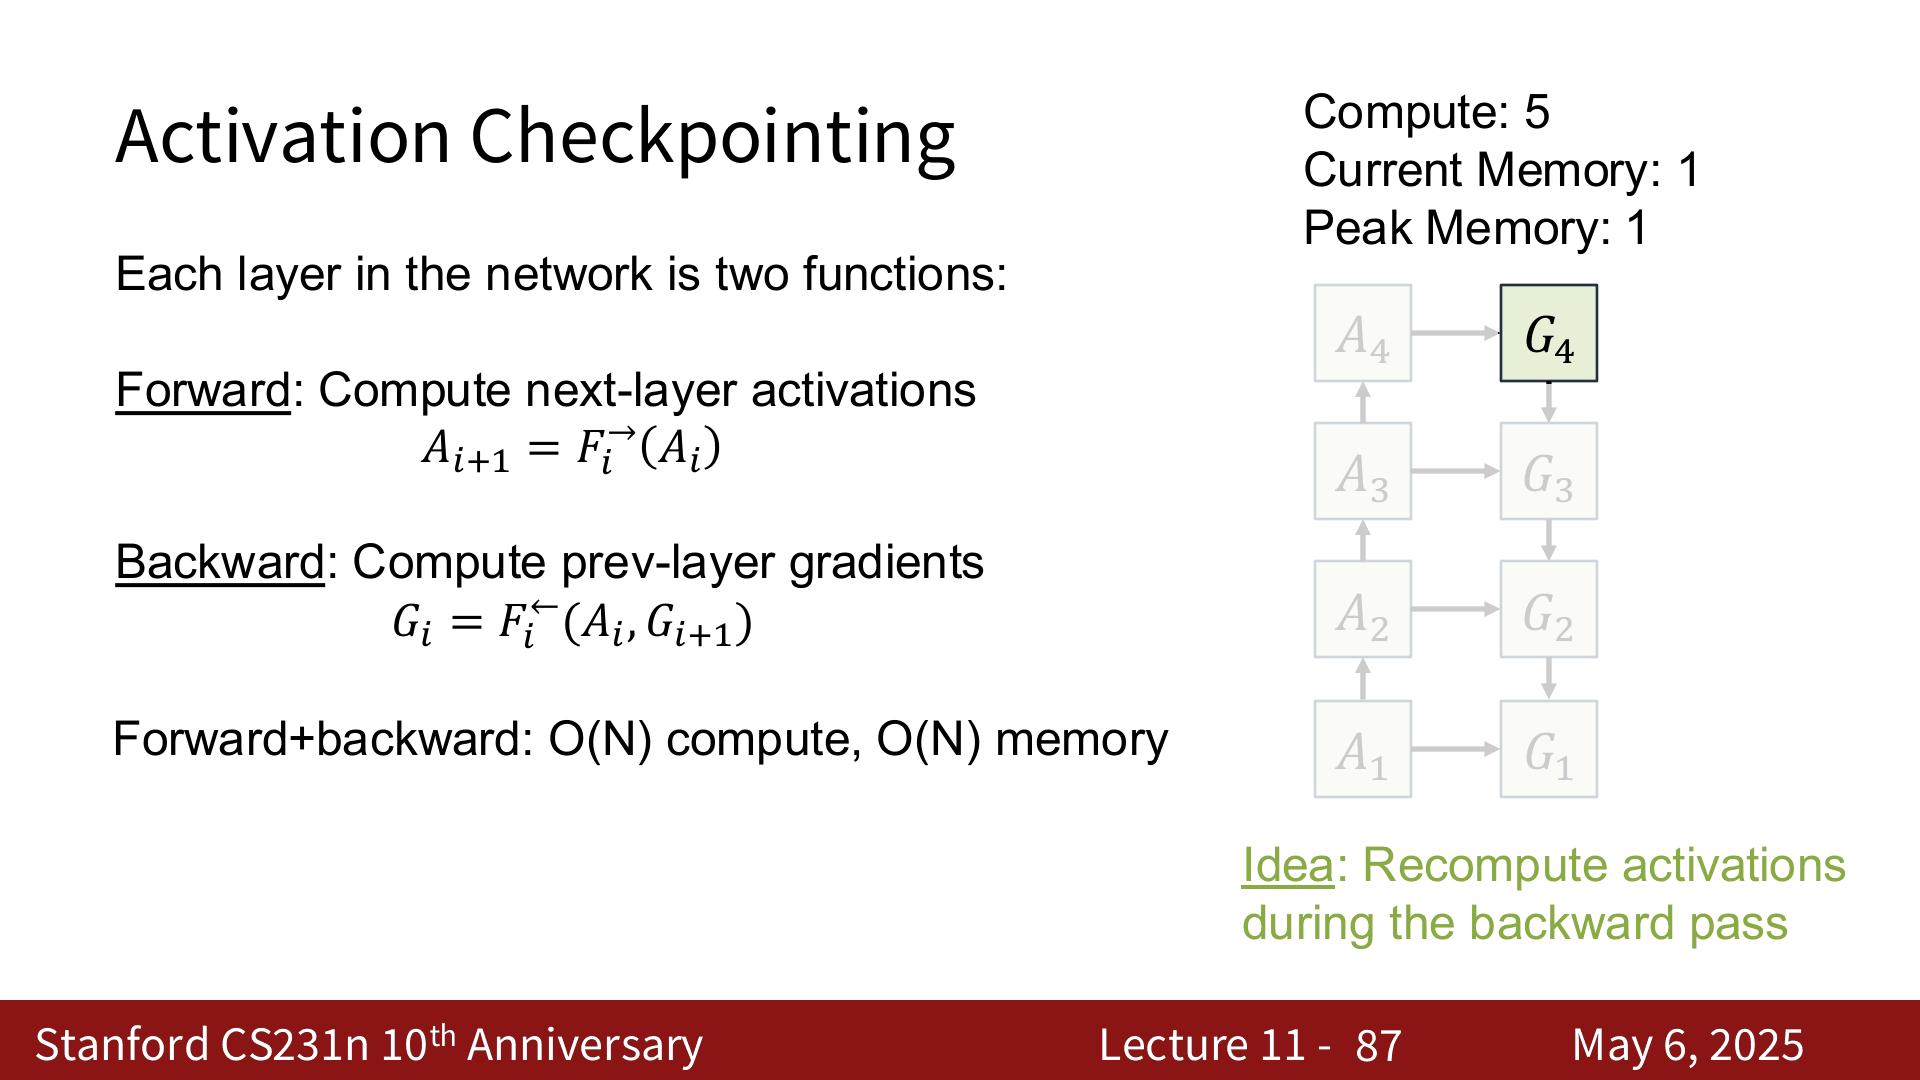 Activation Checkpointing
Each layer in the network is two functions:
Forward: Compute next-layer activations
A_{i+1} = F_i^→(A_i)
Backward: Compute prev-layer gradients
G_i = F_i^←(A_i, G_{i+1})
Forward+backward: O(N) compute, O(N) memory
Compute: 5
Current Memory: 1
Peak Memory: 1
A_4 G_4
A_3 G_3
A_2 G_2
A_1 G_1
Idea: Recompute activations
during the backward pass
Stanford CS231n 10th Anniversary Lecture 11 - 87 May 6, 2025